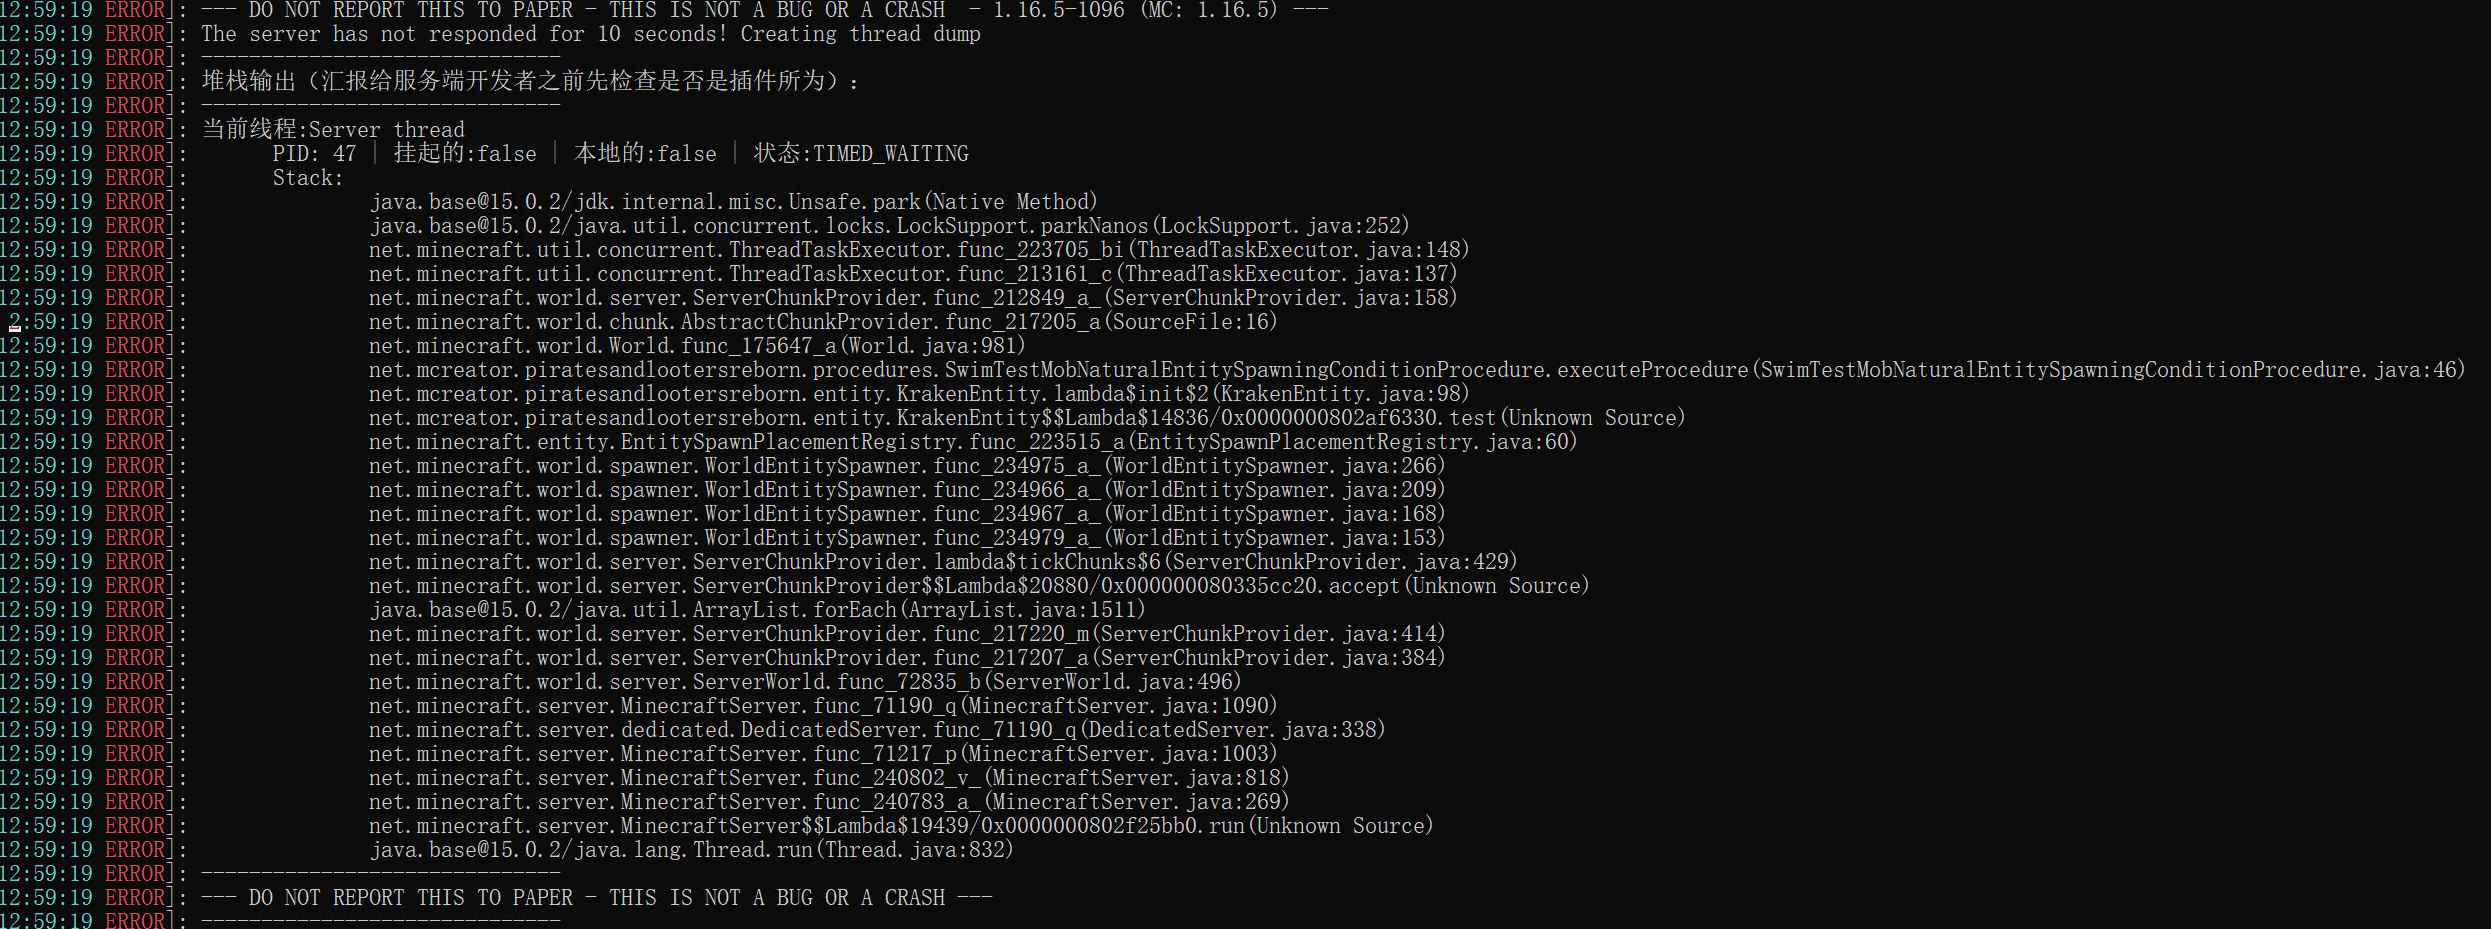 12:59:19 ERROR]: --- DO NOT REPORT THIS TO PAPER - THIS IS NOT A BUG OR A CRASH  - 1.16.5-1096 (MC: 1.16.5) ---
12:59:19 ERROR]: The server has not responded for 10 seconds! Creating thread dump
12:59:19 ERROR]: ------------------------------
12:59:19 ERROR]: 堆栈输出（汇报给服务端开发者之前先检查是否是插件所为）：
12:59:19 ERROR]: ------------------------------
12:59:19 ERROR]: 当前线程:Server thread
12:59:19 ERROR]: PID: 47 | 挂起的:false | 本地的:false | 状态:TIMED_WAITING
12:59:19 ERROR]: Stack:
12:59:19 ERROR]: java.base@15.0.2/jdk.internal.misc.Unsafe.park(Native Method)
12:59:19 ERROR]: java.base@15.0.2/java.util.concurrent.locks.LockSupport.parkNanos(LockSupport.java:252)
12:59:19 ERROR]: net.minecraft.util.concurrent.ThreadTaskExecutor.func_223705_bi(ThreadTaskExecutor.java:148)
12:59:19 ERROR]: net.minecraft.util.concurrent.ThreadTaskExecutor.func_213161_c(ThreadTaskExecutor.java:137)
12:59:19 ERROR]: net.minecraft.world.server.ServerChunkProvider.func_212849_a_(ServerChunkProvider.java:158)
2:59:19 ERROR]: net.minecraft.world.chunk.AbstractChunkProvider.func_217205_a(SourceFile:16)
12:59:19 ERROR]: net.minecraft.world.World.func_175647_a(World.java:981)
12:59:19 ERROR]: net.mcreator.piratesandlootersreborn.procedures.SwimTestMobNaturalEntitySpawningConditionProcedure.executeProcedure(SwimTestMobNaturalEntitySpawningConditionProcedure.java:46)
12:59:19 ERROR]: net.mcreator.piratesandlootersreborn.entity.KrakenEntity.lambda$init$2(KrakenEntity.java:98)
12:59:19 ERROR]: net.mcreator.piratesandlootersreborn.entity.KrakenEntity$$Lambda$14836/0x0000000802af6330.test(Unknown Source)
12:59:19 ERROR]: net.minecraft.entity.EntitySpawnPlacementRegistry.func_223515_a(EntitySpawnPlacementRegistry.java:60)
12:59:19 ERROR]: net.minecraft.world.spawner.WorldEntitySpawner.func_234975_a_(WorldEntitySpawner.java:266)
12:59:19 ERROR]: net.minecraft.world.spawner.WorldEntitySpawner.func_234966_a_(WorldEntitySpawner.java:209)
12:59:19 ERROR]: net.minecraft.world.spawner.WorldEntitySpawner.func_234967_a_(WorldEntitySpawner.java:168)
12:59:19 ERROR]: net.minecraft.world.spawner.WorldEntitySpawner.func_234979_a_(WorldEntitySpawner.java:153)
12:59:19 ERROR]: net.minecraft.world.server.ServerChunkProvider.lambda$tickChunks$6(ServerChunkProvider.java:429)
12:59:19 ERROR]: net.minecraft.world.server.ServerChunkProvider$$Lambda$20880/0x000000080335cc20.accept(Unknown Source)
12:59:19 ERROR]: java.base@15.0.2/java.util.ArrayList.forEach(ArrayList.java:1511)
12:59:19 ERROR]: net.minecraft.world.server.ServerChunkProvider.func_217220_m(ServerChunkProvider.java:414)
12:59:19 ERROR]: net.minecraft.world.server.ServerChunkProvider.func_217207_a(ServerChunkProvider.java:384)
12:59:19 ERROR]: net.minecraft.world.server.ServerWorld.func_72835_b(ServerWorld.java:496)
12:59:19 ERROR]: net.minecraft.server.MinecraftServer.func_71190_q(MinecraftServer.java:1090)
12:59:19 ERROR]: net.minecraft.server.dedicated.DedicatedServer.func_71190_q(DedicatedServer.java:338)
12:59:19 ERROR]: net.minecraft.server.MinecraftServer.func_71217_p(MinecraftServer.java:1003)
12:59:19 ERROR]: net.minecraft.server.MinecraftServer.func_240802_v_(MinecraftServer.java:818)
12:59:19 ERROR]: net.minecraft.server.MinecraftServer.func_240783_a_(MinecraftServer.java:269)
12:59:19 ERROR]: net.minecraft.server.MinecraftServer$$Lambda$19439/0x0000000802f25bb0.run(Unknown Source)
12:59:19 ERROR]: java.base@15.0.2/java.lang.Thread.run(Thread.java:832)
12:59:19 ERROR]: ------------------------------
12:59:19 ERROR]: --- DO NOT REPORT THIS TO PAPER - THIS IS NOT A BUG OR A CRASH ---
12:59:19 ERROR]: ------------------------------